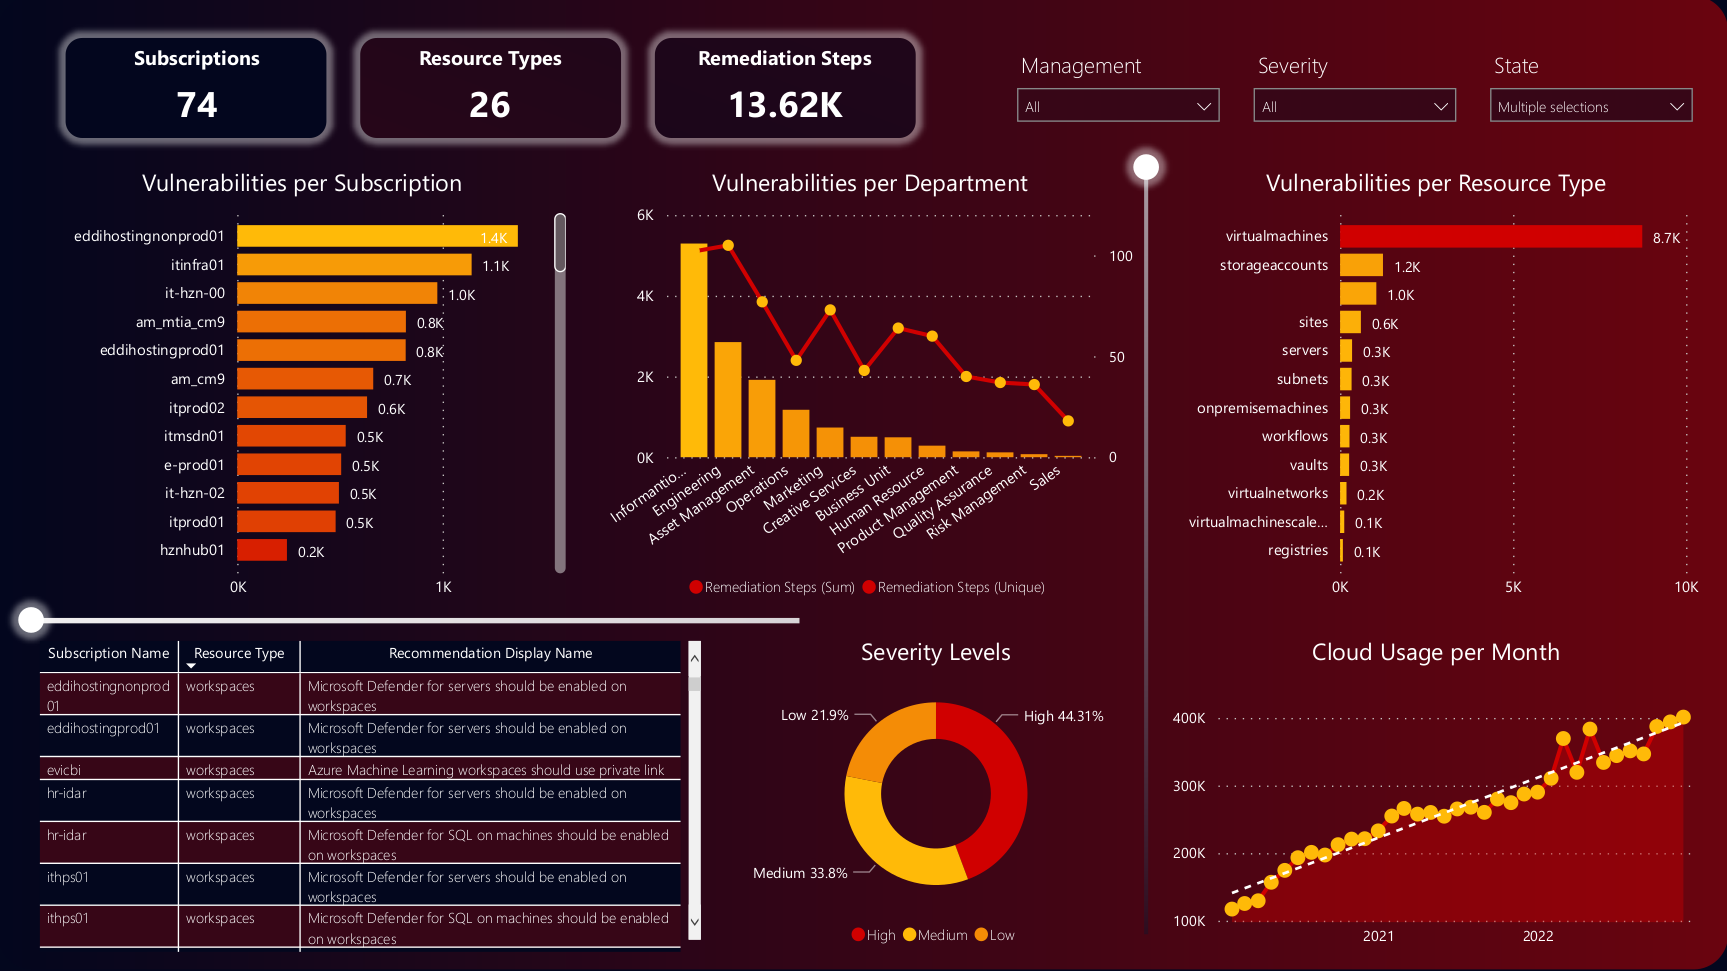 Subscriptions
74
Resource Types
26
Remediation Steps
13.62K
Management
All
Severity
All
State
Multiple selections
Vulnerabilities per Subscription
eddihostingnonprod01
1.4K
itinfra01
1.1K
it-hzn-00
1.0K
am_mtia_cm9
0.8K
eddihostingprod01
0.8K
am_cm9
0.7K
itprod02
0.6K
itmsdn01
0.5K
e-prod01
0.5K
it-hzn-02
0.5K
itprod01
0.5K
hznhub01
0.2K
0K
1K
Vulnerabilities per Department
6K
4K
2K
0K
100
50
0
Informantio...
Engineering
Asset Management
Operations
Marketing
Creative Services
Business Unit
Human Resource
Product Management
Quality Assurance
Risk Management
Sales
Remediation Steps (Sum)
Remediation Steps (Unique)
Vulnerabilities per Resource Type
virtualmachines
8.7K
storageaccounts
1.2K
1.0K
sites
0.6K
servers
0.3K
subnets
0.3K
onpremisemachines
0.3K
workflows
0.3K
vaults
0.3K
virtualnetworks
0.2K
virtualmachinescale...
0.1K
registries
0.1K
0K
5K
10K
Subscription Name
Resource Type
Recommendation Display Name
eddihostingnonprod
01
workspaces
Microsoft Defender for servers should be enabled on
workspaces
eddihostingprod01
workspaces
Microsoft Defender for servers should be enabled on
workspaces
evicbi
workspaces
Azure Machine Learning workspaces should use private link
hr-idar
workspaces
Microsoft Defender for servers should be enabled on
workspaces
hr-idar
workspaces
Microsoft Defender for SQL on machines should be enabled
on workspaces
ithps01
workspaces
Microsoft Defender for servers should be enabled on
workspaces
ithps01
workspaces
Microsoft Defender for SQL on machines should be enabled
on workspaces
Severity Levels
Low 21.9%
High 44.31%
Medium 33.8%
High
Medium
Low
Cloud Usage per Month
400K
300K
200K
100K
2021
2022